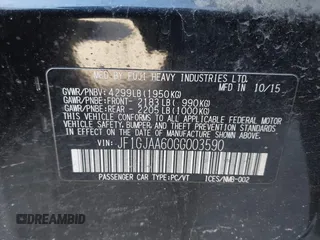 MFD. BY FUJI HEAVY INDUSTRIES LTD.
GVWR/PNBV: 4299LB(1950KG) 10/15
GAWR/PNBE:FRONT- 2183LB( 990KG)
GAWR/PNBE:REAR - 2205LB(1000KG)
THIS VEHICLE CONFORMS TO ALL APPLICABLE FEDERAL MOTOR
VEHICLE SAFETY, BUMPER, AND THEFT PREVENTION STANDARDS
IN EFFECT ON THE DATE OF MANUFACTURE SHOWN ABOVE.
VIN: JF1GJAA60GG003590
PASSENGER CAR TYPE:PC/VT ICES/NMB-002
DREAMBID